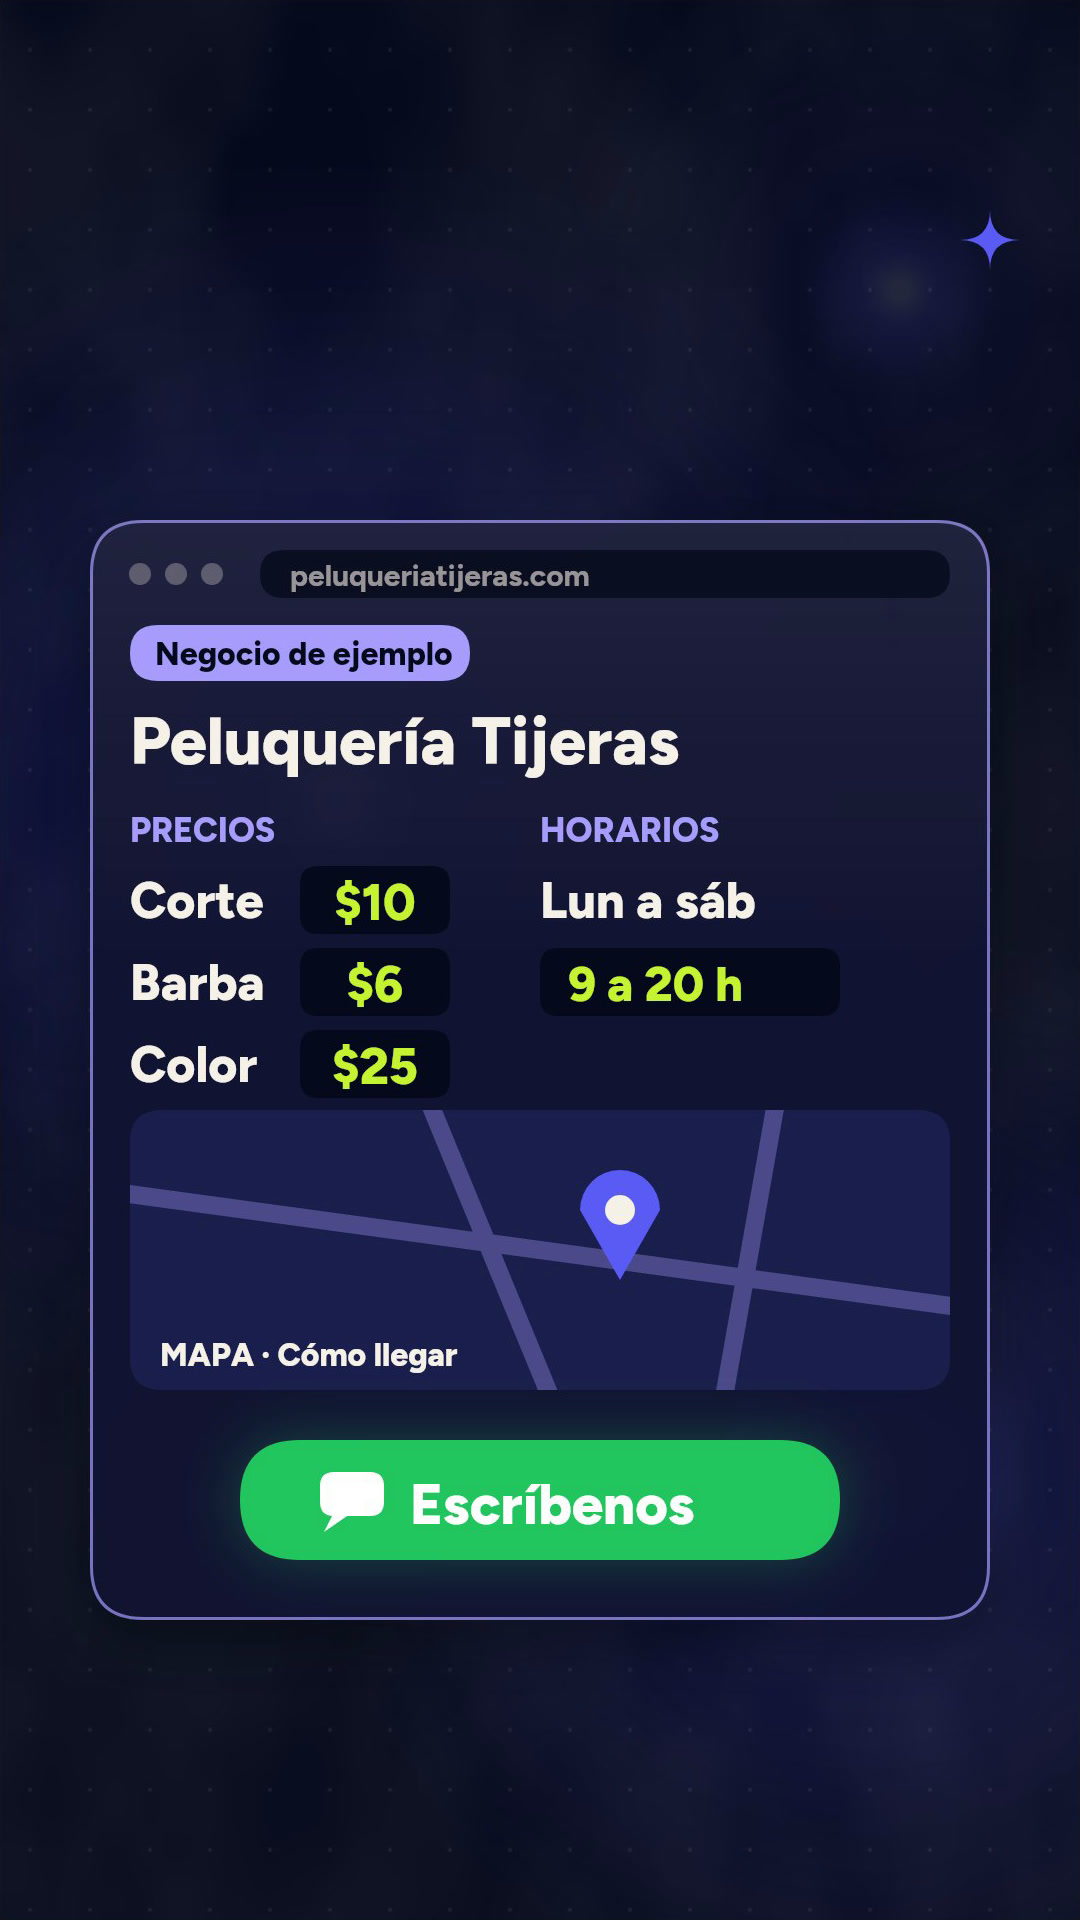 peluqueriatijeras.com
Negocio de ejemplo
Peluquería Tijeras
PRECIOS
Corte $10
Barba $6
Color $25
HORARIOS
Lun a sáb
9 a 20 h
MAPA · Cómo llegar
Escríbenos